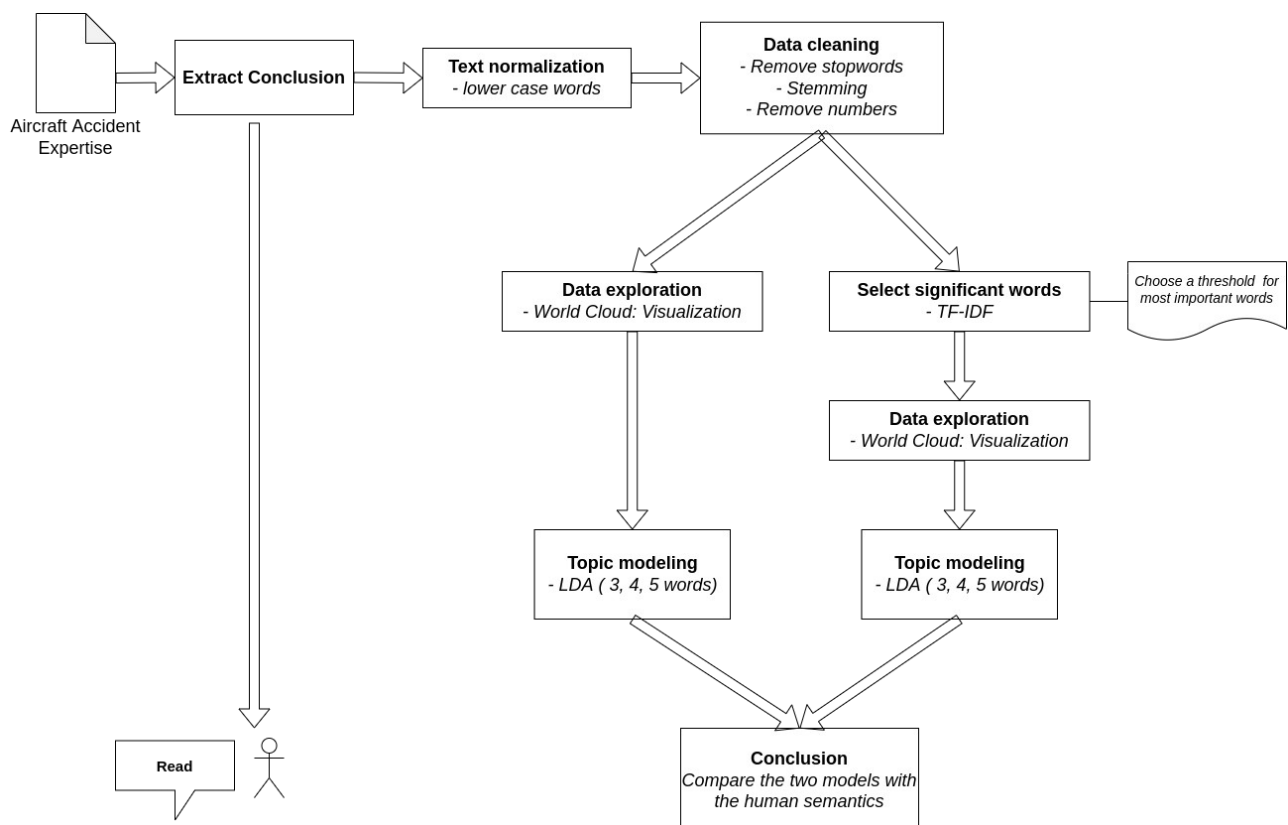 Aircraft Accident
Expertise
Extract Conclusion
Text normalization
- lower case words
Data cleaning
- Remove stopwords
- Stemming
- Remove numbers
Data exploration
- World Cloud: Visualization
Select significant words
- TF-IDF
Choose a threshold for
most important words
Data exploration
- World Cloud: Visualization
Topic modeling
- LDA ( 3, 4, 5 words)
Topic modeling
- LDA ( 3, 4, 5 words)
Read
Conclusion
Compare the two models with
the human semantics